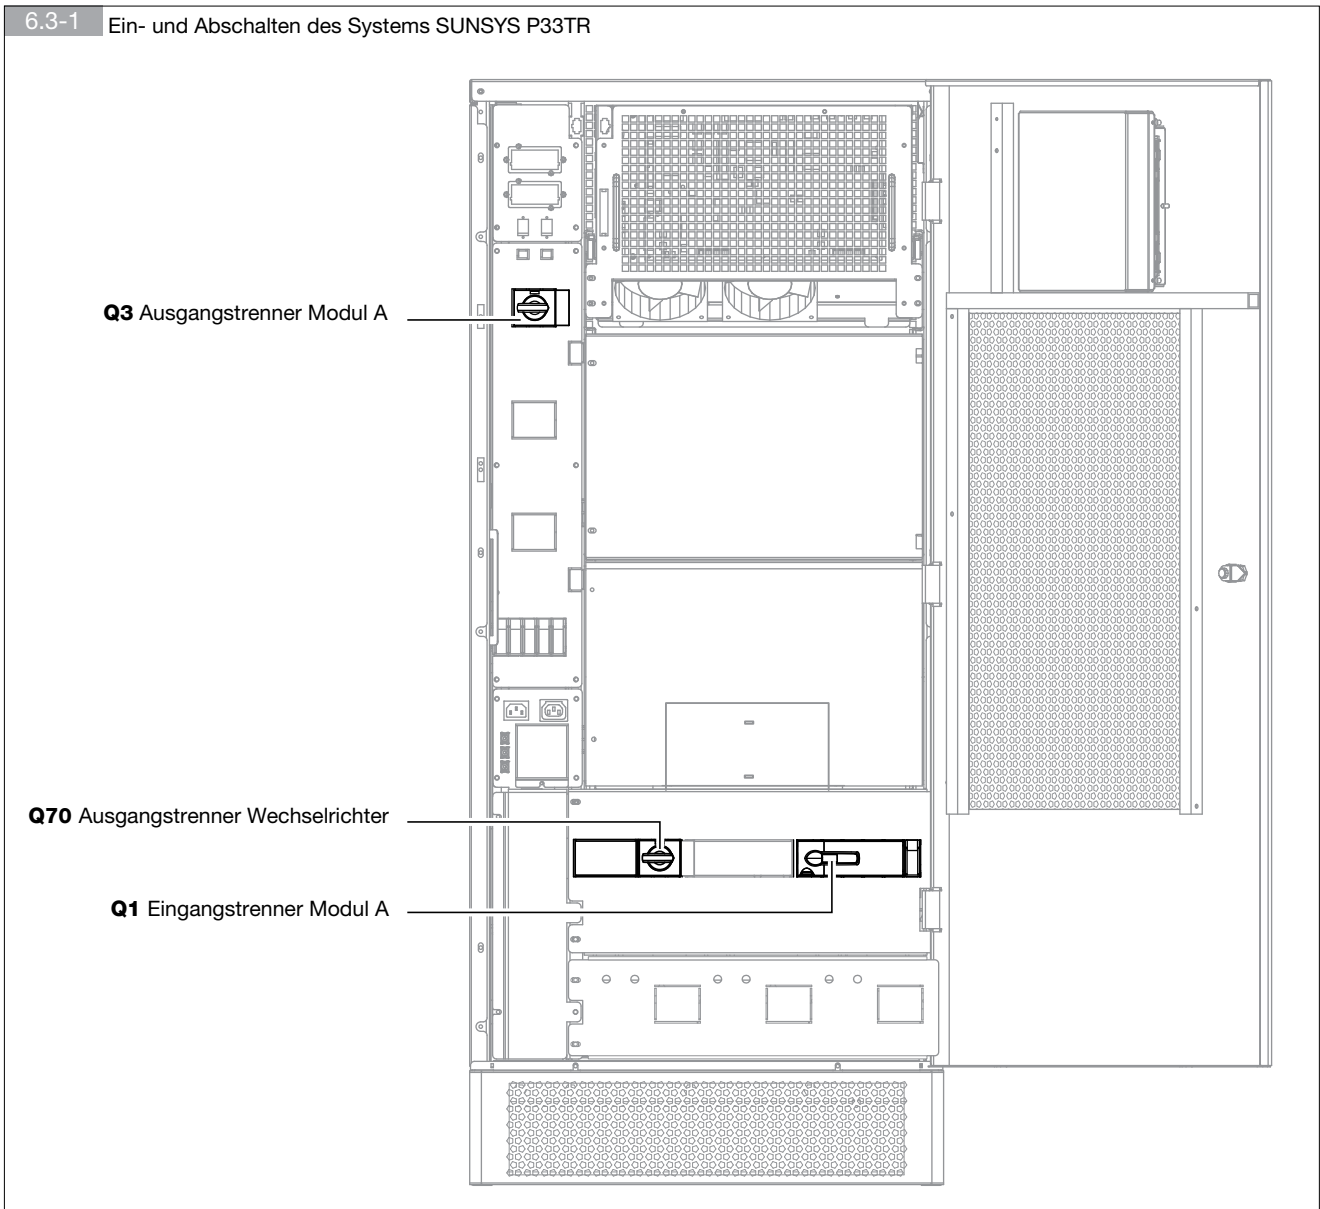 6.3-1 Ein- und Abschalten des Systems SUNSYS P33TR
Q3 Ausgangstrenner Modul A
Q70 Ausgangstrenner Wechselrichter
Q1 Eingangstrenner Modul A